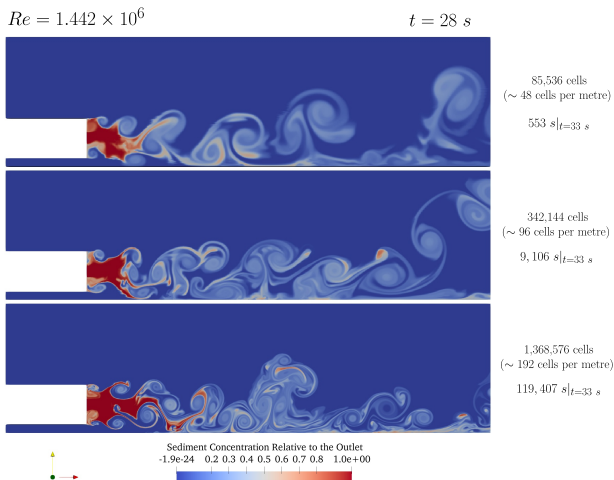 Re = 1.442 × 10⁶
t = 28 s
85,536 cells
(∼ 48 cells per metre)
553 s|t=33 s
342,144 cells
(∼ 96 cells per metre)
9,106 s|t=33 s
1,368,576 cells
(∼ 192 cells per metre)
119,407 s|t=33 s
Sediment Concentration Relative to the Outlet
-1.9e-24 0.2 0.3 0.4 0.5 0.6 0.7 0.8 1.0e+00